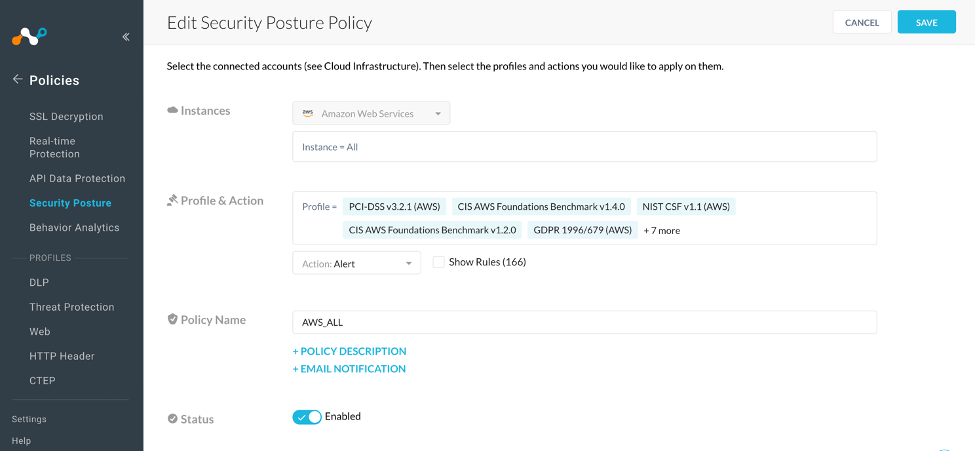 Edit Security Posture Policy
CANCEL
SAVE
Policies
SSL Decryption
Real-time
Protection
API Data Protection
Security Posture
Behavior Analytics
PROFILES
DLP
Threat Protection
Web
HTTP Header
CTEP
Settings
Help
Select the connected accounts (see Cloud Infrastructure). Then select the profiles and actions you would like to apply on them.
Instances
aws Amazon Web Services
Instance = All
Profile & Action
Profile = PCI-DSS v3.2.1 (AWS) CIS AWS Foundations Benchmark v1.4.0 NIST CSF v1.1 (AWS)
CIS AWS Foundations Benchmark v1.2.0 GDPR 1996/679 (AWS) + 7 more
Action: Alert
Show Rules (166)
Policy Name
AWS_ALL
+ POLICY DESCRIPTION
+ EMAIL NOTIFICATION
Status
Enabled